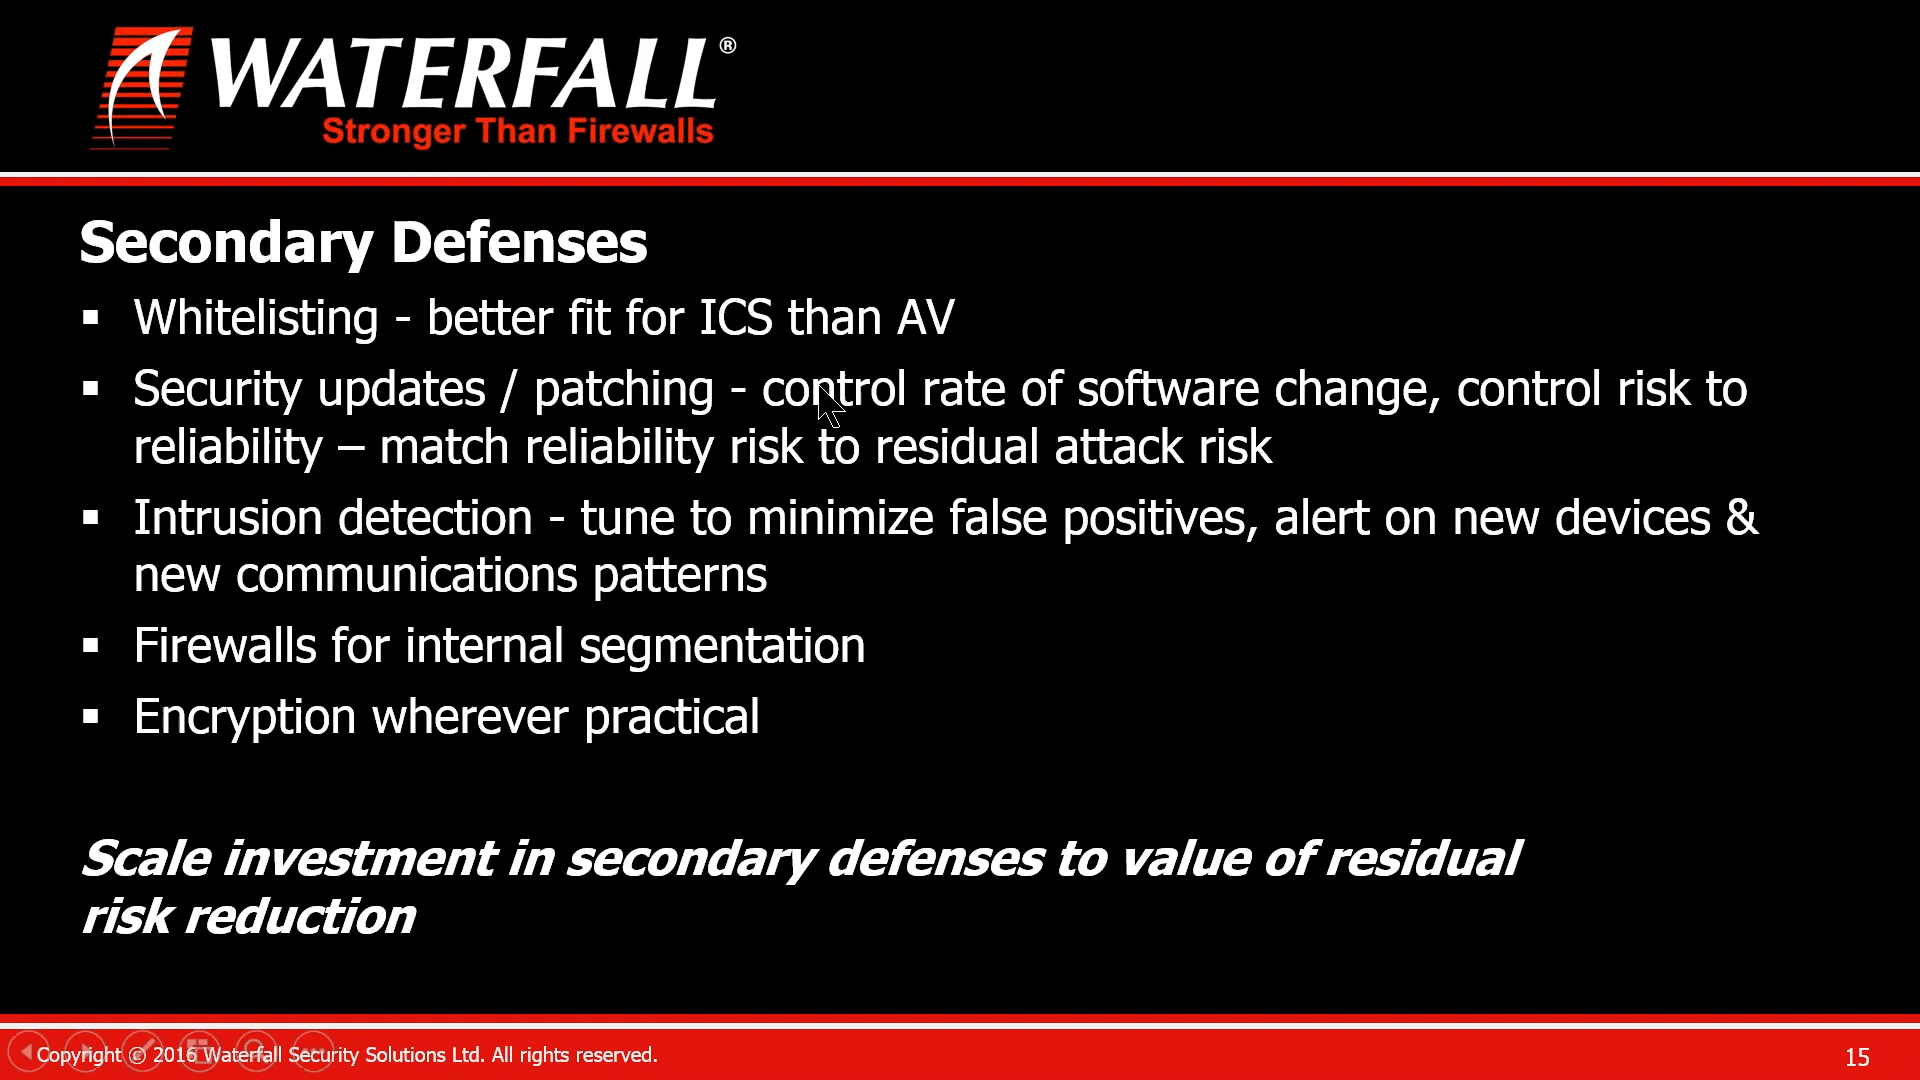 WATERFALL®
Stronger Than Firewalls
Secondary Defenses
▪ Whitelisting - better fit for ICS than AV
▪ Security updates / patching - control rate of software change, control risk to
reliability – match reliability risk to residual attack risk
▪ Intrusion detection - tune to minimize false positives, alert on new devices &
new communications patterns
▪ Firewalls for internal segmentation
▪ Encryption wherever practical
Scale investment in secondary defenses to value of residual
risk reduction
Copyright © 2016 Waterfall Security Solutions Ltd. All rights reserved.
15